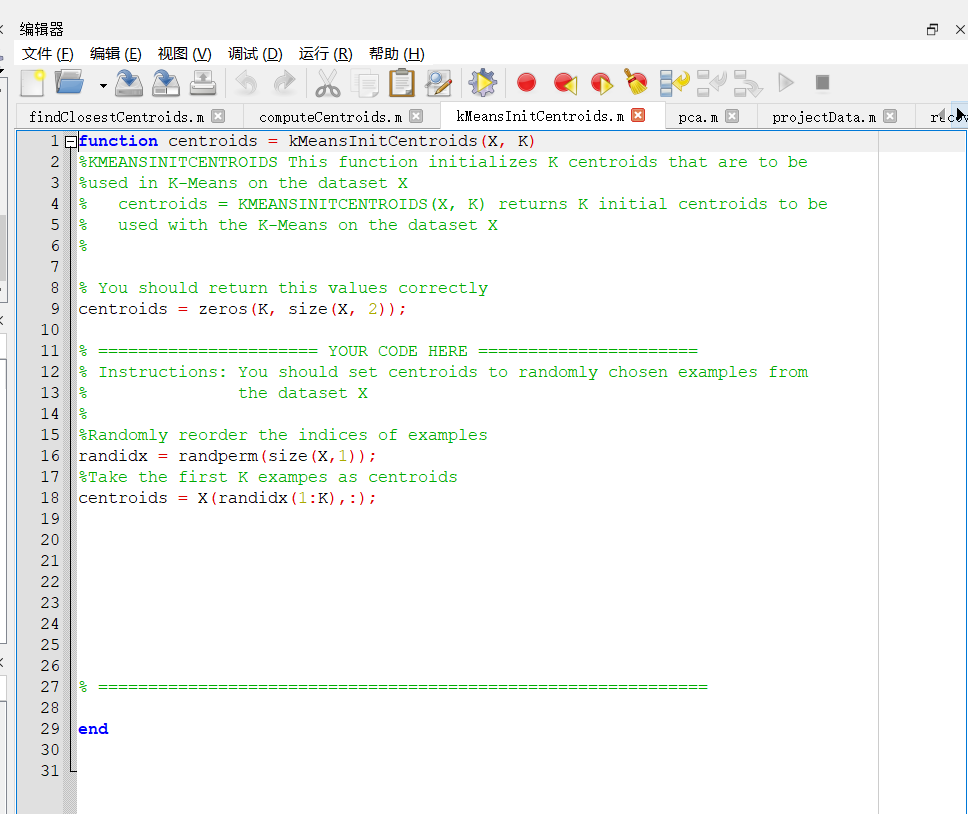 编辑器
文件 (F) 编辑 (E) 视图 (V) 调试 (D) 运行 (R) 帮助 (H)
findClosestCentroids.m computeCentroids.m kMeansInitCentroids.m pca.m projectData.m
1 function centroids = kMeansInitCentroids(X, K)
2 %KMEANSINITCENTROIDS This function initializes K centroids that are to be
3 %used in K-Means on the dataset X
4 %   centroids = KMEANSINITCENTROIDS(X, K) returns K initial centroids to be
5 %   used with the K-Means on the dataset X
6 %
7
8 % You should return this values correctly
9 centroids = zeros(K, size(X, 2));
10
11 % ====================== YOUR CODE HERE ======================
12 % Instructions: You should set centroids to randomly chosen examples from
13 %               the dataset X
14 %
15 %Randomly reorder the indices of examples
16 randidx = randperm(size(X,1));
17 %Take the first K exampes as centroids
18 centroids = X(randidx(1:K),:);
19
20
21
22
23
24
25
26
27 % =============================================================
28
29 end
30
31